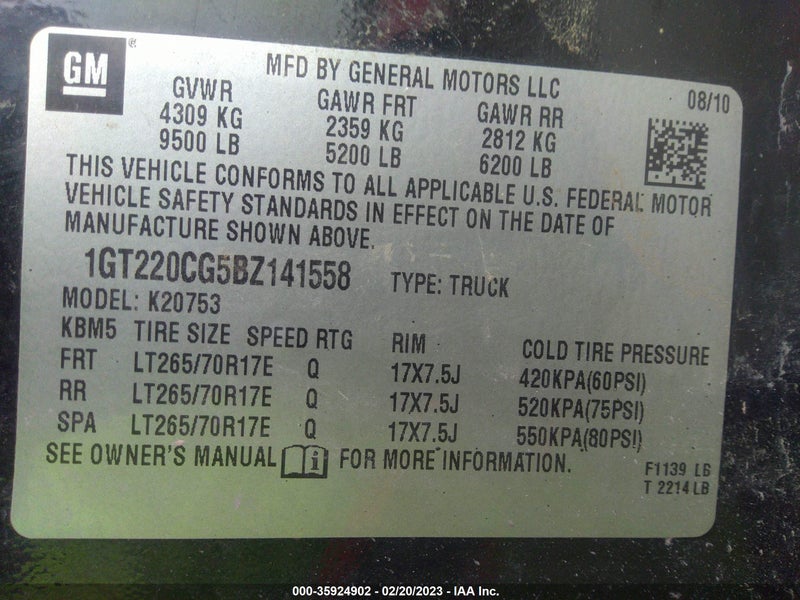 GM®
MFD BY GENERAL MOTORS LLC
08/10
GVWR GAWR FRT GAWR RR
4309 KG 2359 KG 2812 KG
9500 LB 5200 LB 6200 LB
THIS VEHICLE CONFORMS TO ALL APPLICABLE U.S. FEDERAL MOTOR
VEHICLE SAFETY STANDARDS IN EFFECT ON THE DATE OF
MANUFACTURE SHOWN ABOVE.
1GT220CG5BZ141558 TYPE: TRUCK
MODEL: K20753
KBM5 TIRE SIZE SPEED RTG RIM COLD TIRE PRESSURE
FRT LT265/70R17E Q 17X7.5J 420KPA(60PSI)
RR LT265/70R17E Q 17X7.5J 520KPA(75PSI)
SPA LT265/70R17E Q 17X7.5J 550KPA(80PSI)
SEE OWNER'S MANUAL i FOR MORE INFORMATION.
F1139 LB
T 2214 LB
000-35924902 - 02/20/2023 - IAA Inc.